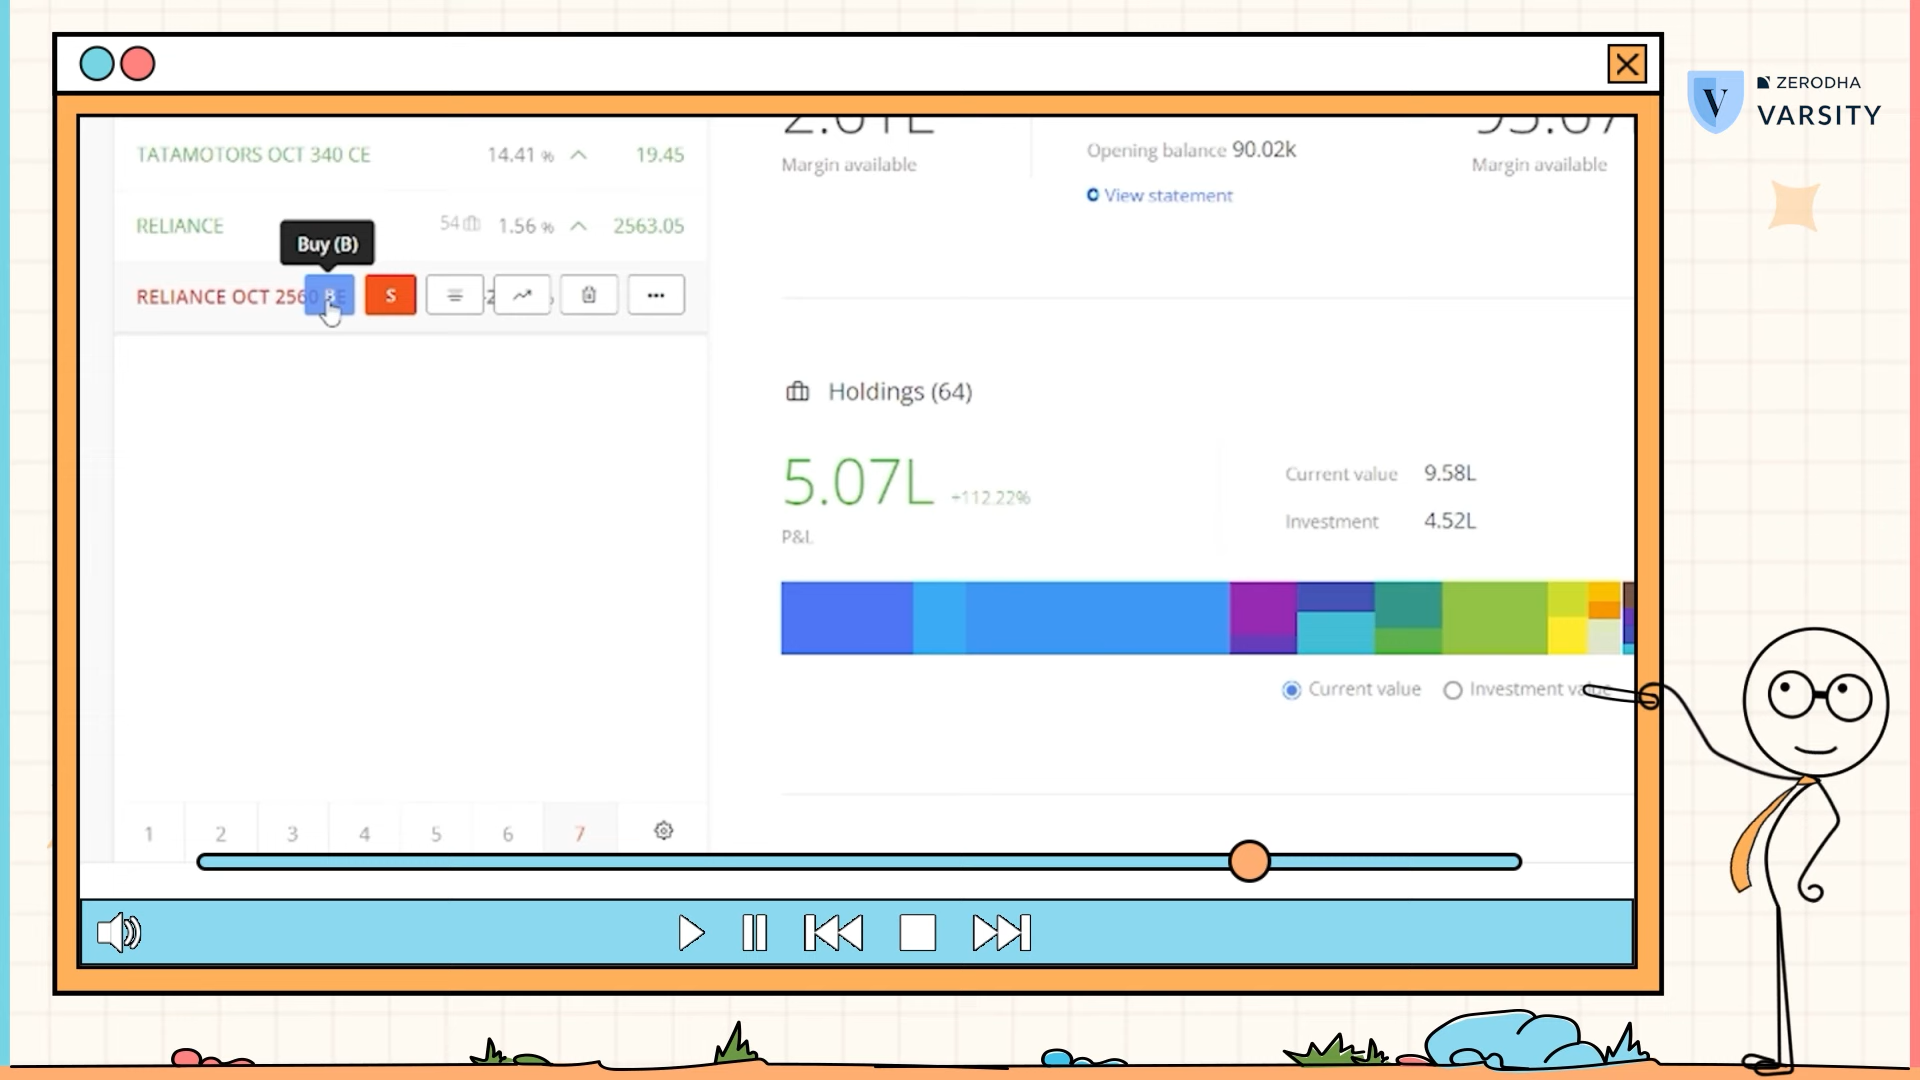 ZERODHA
VARSITY
TATAMOTORS OCT 340 CE 14.41 % 19.45
RELIANCE 54 1.56 % 2563.05
Buy (B)
RELIANCE OCT 2560 B S
Margin available
Opening balance 90.02k
View statement
Margin available
Holdings (64)
5.07L +112.22%
P&L
Current value 9.58L
Investment 4.52L
Current value Investment value
1 2 3 4 5 6 7